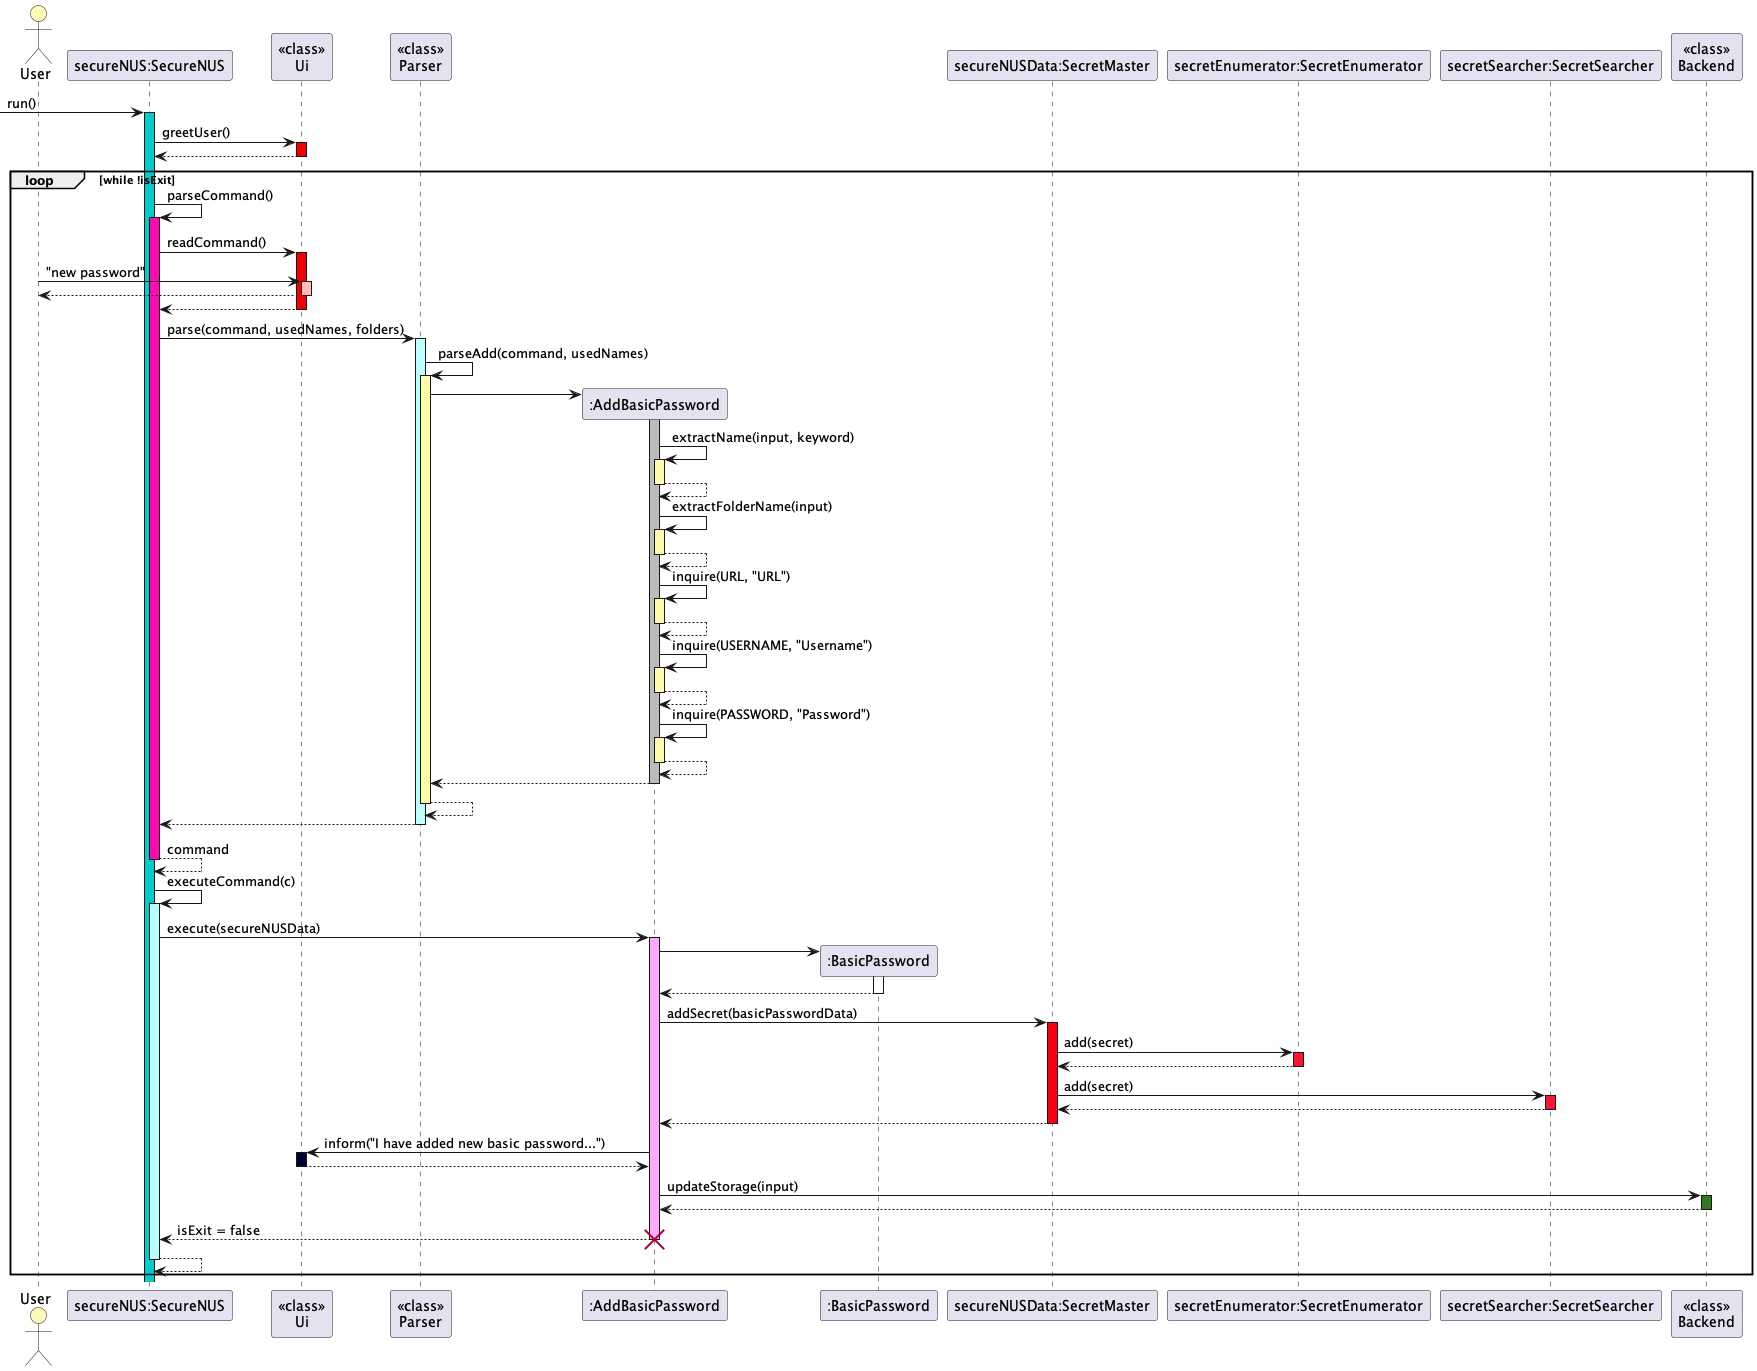 «class»
«class»
«class»
User
secureNUS:SecureNUS
Ui
Parser
secureNUSData:SecretMaster
secretEnumerator:SecretEnumerator
secretSearcher:SecretSearcher
Backend
run()
greetUser()
loop
[while !isExit]
parseCommand()
readCommand()
"new password"
parse(command, usedNames, folders)
parseAdd(command, usedNames)
:AddBasicPassword
extractName(input, keyword)
extractFolderName(input)
inquire(URL, "URL")
inquire(USERNAME, "Username")
inquire(PASSWORD, "Password")
command
executeCommand(c)
execute(secureNUSData)
:BasicPassword
addSecret(basicPasswordData)
add(secret)
add(secret)
inform("I have added new basic password...")
updateStorage(input)
isExit = false
User
secureNUS:SecureNUS
«class»
Ui
«class»
Parser
:AddBasicPassword
:BasicPassword
secureNUSData:SecretMaster
secretEnumerator:SecretEnumerator
secretSearcher:SecretSearcher
«class»
Backend